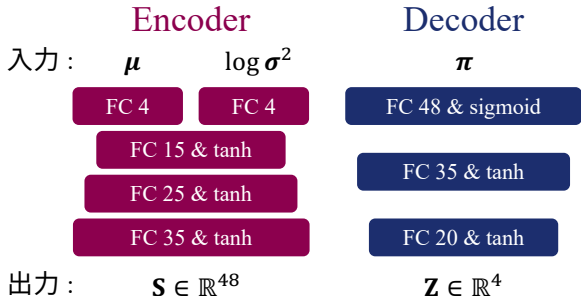 Encoder Decoder
入力 : μ log σ² π
FC 4 FC 4 FC 48 & sigmoid
FC 15 & tanh
FC 35 & tanh
FC 25 & tanh
FC 35 & tanh FC 20 & tanh
出力 : S ∈ ℝ⁴⁸ Z ∈ ℝ⁴